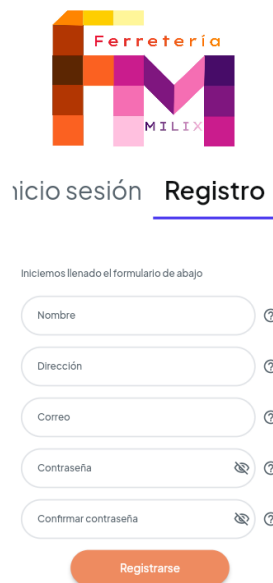 Ferretería
MILIX
nicio sesión Registro
Iniciemos llenado el formulario de abajo
Nombre
Dirección
Correo
Contraseña
Confirmar contraseña
Registrarse